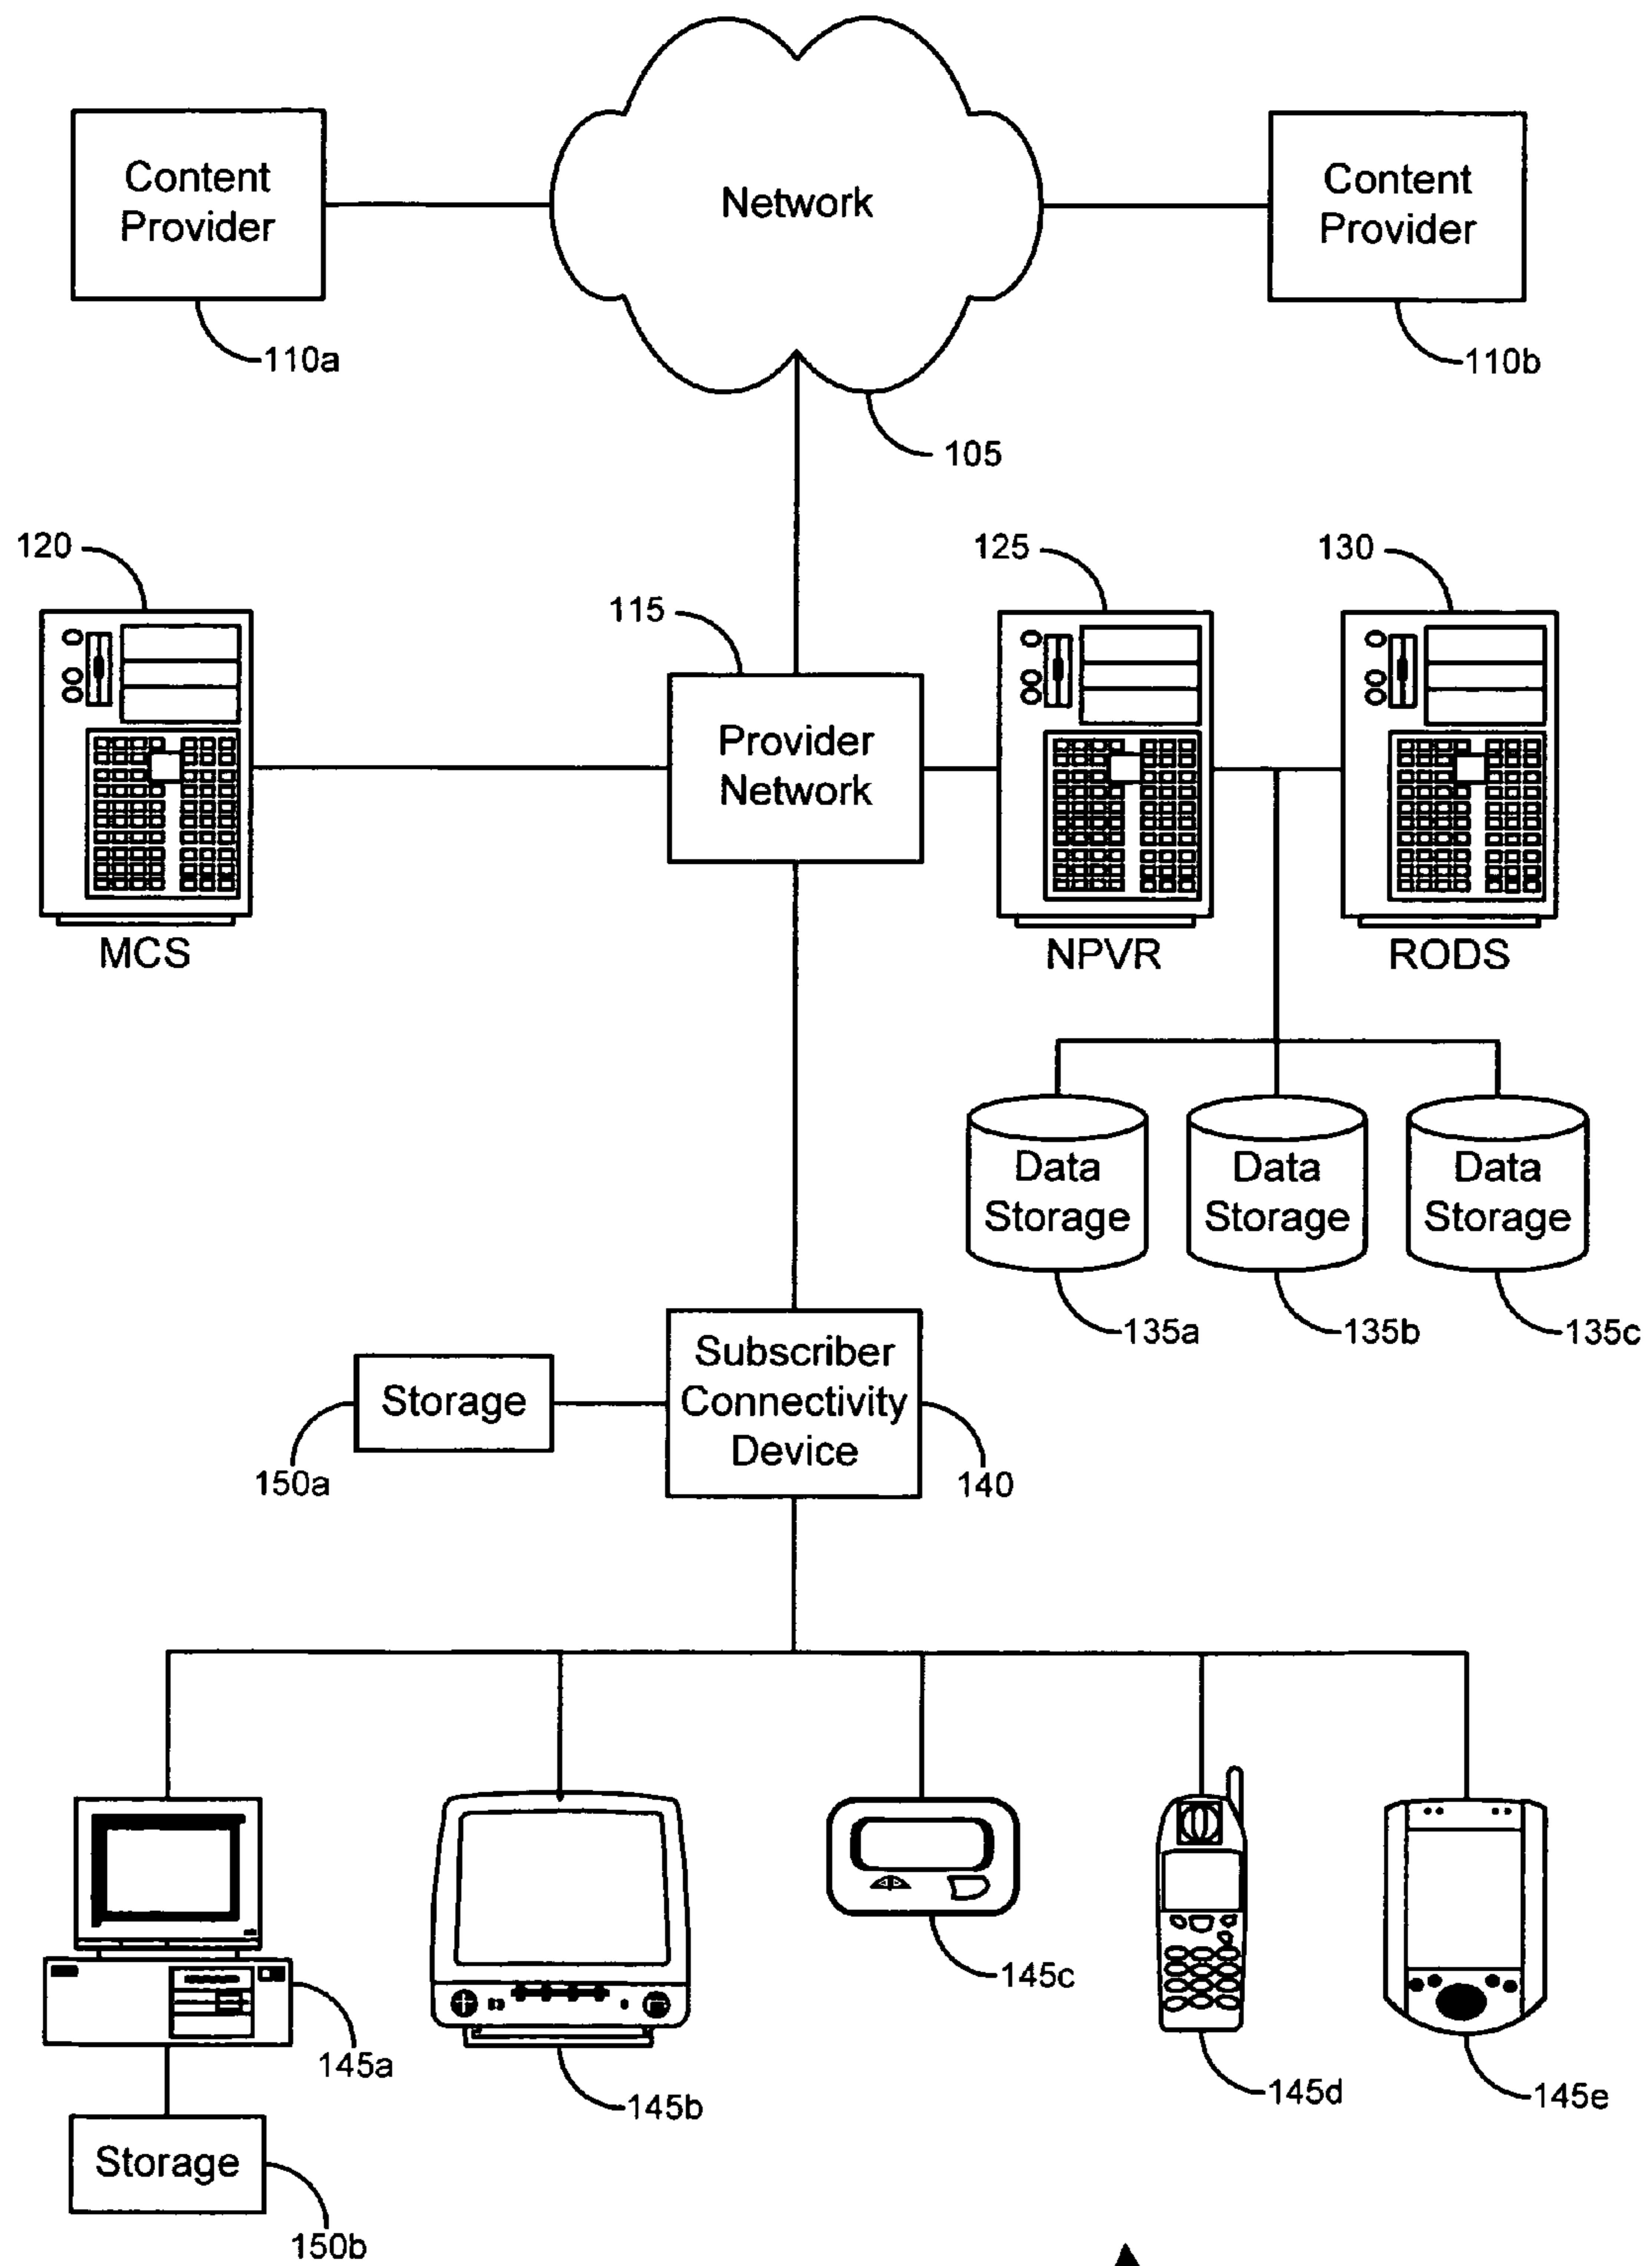 Content
Provider
110a
Network
105
Content
Provider
110b
120
MCS
115
Provider
Network
125
NPVR
130
RODS
Data
Storage
135a
Data
Storage
135b
Data
Storage
135c
Storage
150a
Subscriber
Connectivity
Device
140
145a
145b
145c
145d
145e
Storage
150b